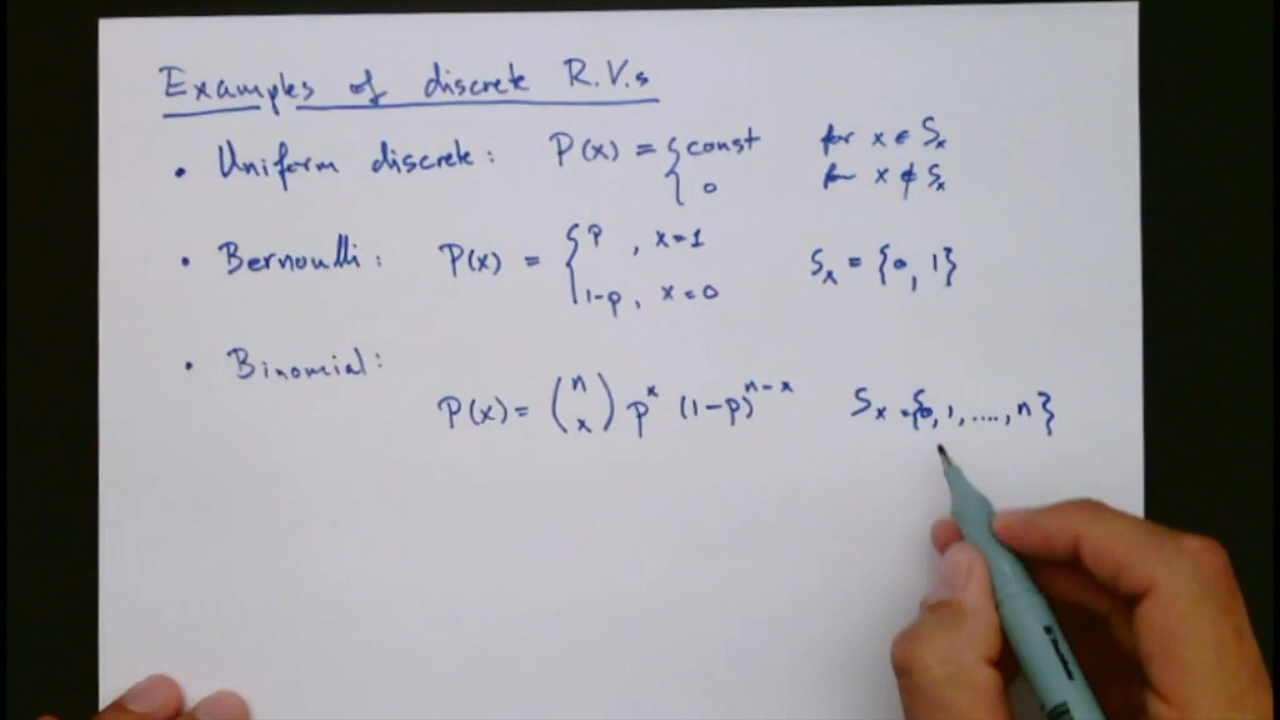 Examples of discrete R.V.s
• Uniform discrete: P(x) = { const for x ∈ Sx
0 for x ∉ Sx
• Bernoulli: P(x) = { p, x=1
1-p, x=0 Sx = {0, 1}
• Binomial:
P(x) = (n x) p^x (1-p)^n-x Sx = {0, 1, ...., n}